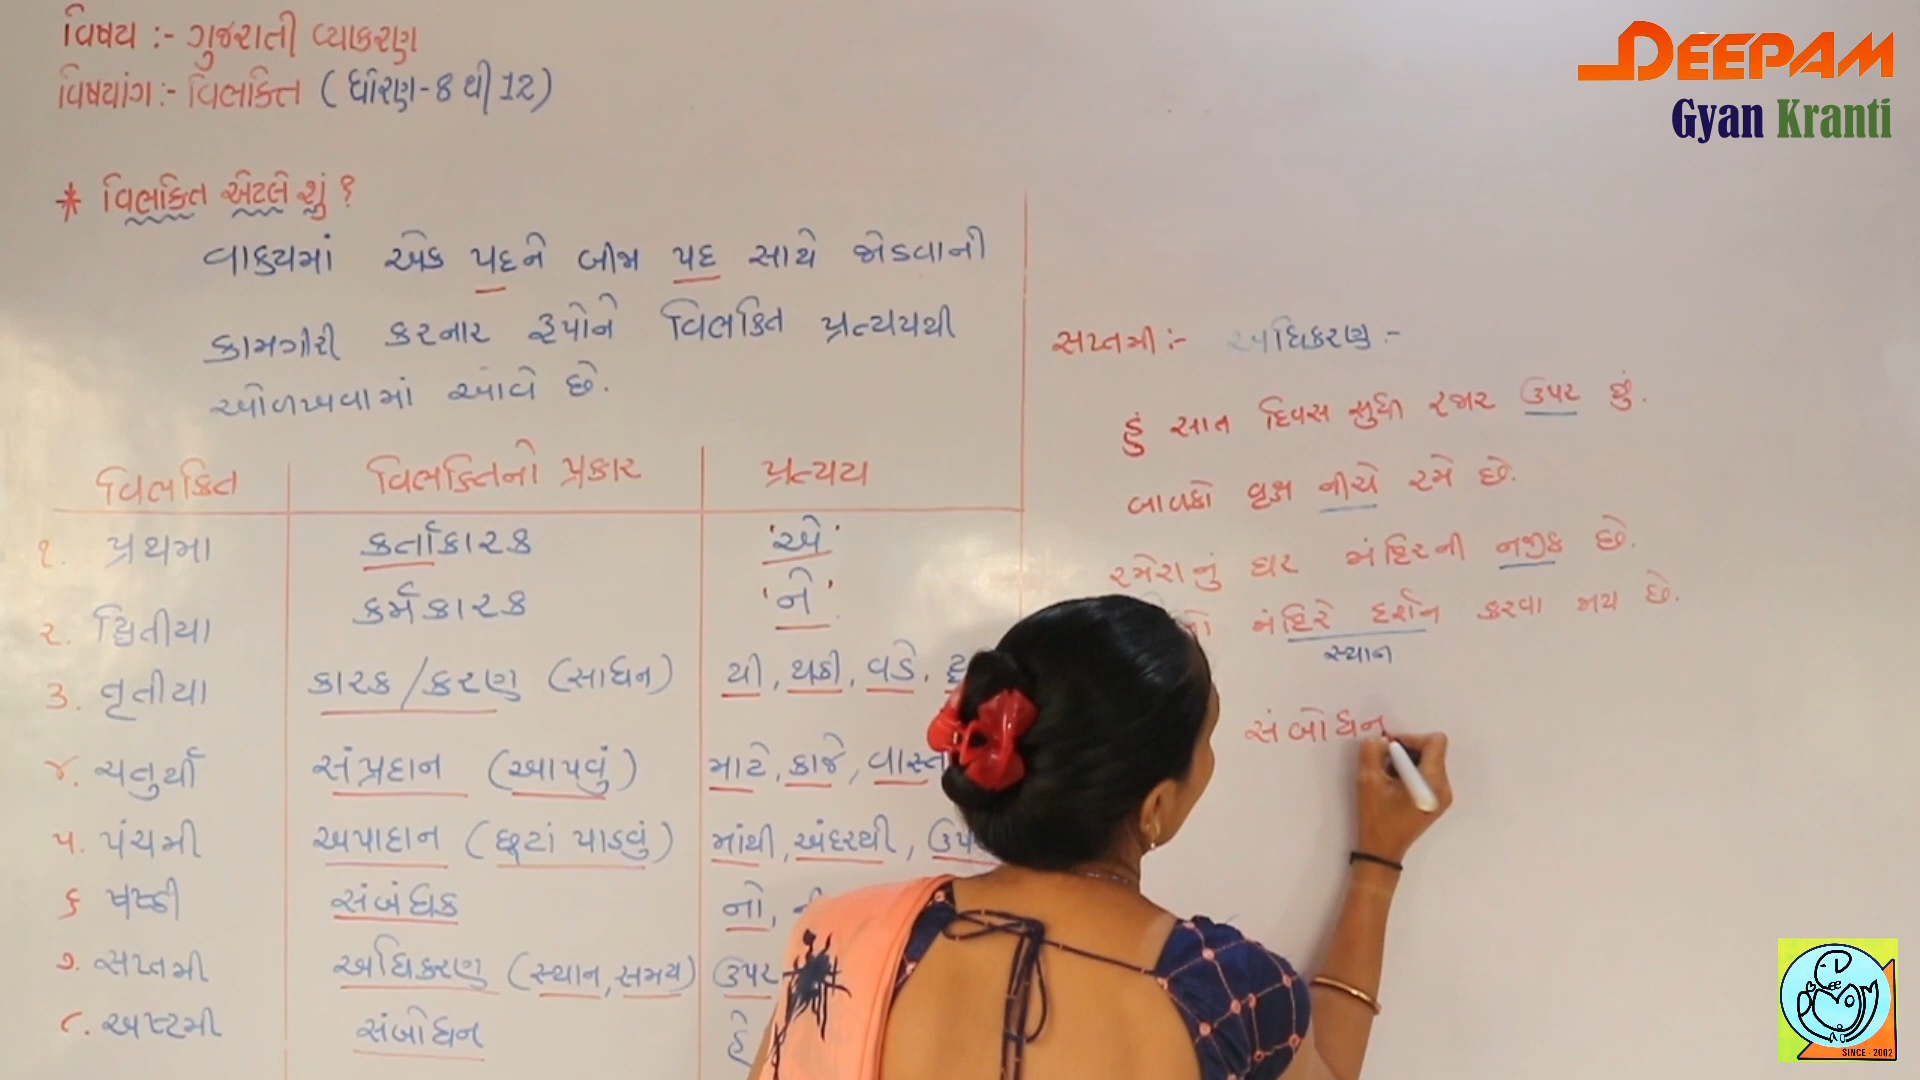 વિષય :- ગુજરાતી વ્યાકરણ
વિષયાંગ :- વિભક્તિ (ધોરણ-8 થી 12)
* વિભક્તિ એટલે શું ?
વાક્યમાં એક પદને બીજા પદ સાથે જોડવાની
કામગીરી કરનાર રૂપોને વિભક્તિ પ્રત્યયથી
ઓળખવામાં આવે છે.
વિભક્તિ વિભક્તિનો પ્રકાર પ્રત્યય
૧. પ્રથમા કર્તાકારક 'એ'
૨. દ્વિતીયા કર્મકારક 'ને'
૩. તૃતીયા કારક/કરણ (સાધન) થી, થકી, વડે,
૪. ચતુર્થી સંપ્રદાન (આપવું) માટે, કાજે,
૫. પંચમી અપાદાન (છૂટાં પાડવું) માંથી, અંદરથી,
૬ ષષ્ઠી સંબંધક નો,
૭. સપ્તમી અધિકરણ (સ્થાન, સમય) ઉપર
૮. અષ્ટમી સંબોધન હે
સપ્તમી :- અધિકરણ :-
હું સાત દિવસ સુધી રજાર ઉપર છું.
બાળકો વૃક્ષ નીચે રમે છે.
રમેશનું ઘર મંદિરની નજીક છે.
મંદિરે દર્શન કરવા જાય છે.
સ્થાન
સંબોધન
DEEPAM
Gyan Kranti
SINCE - 2002